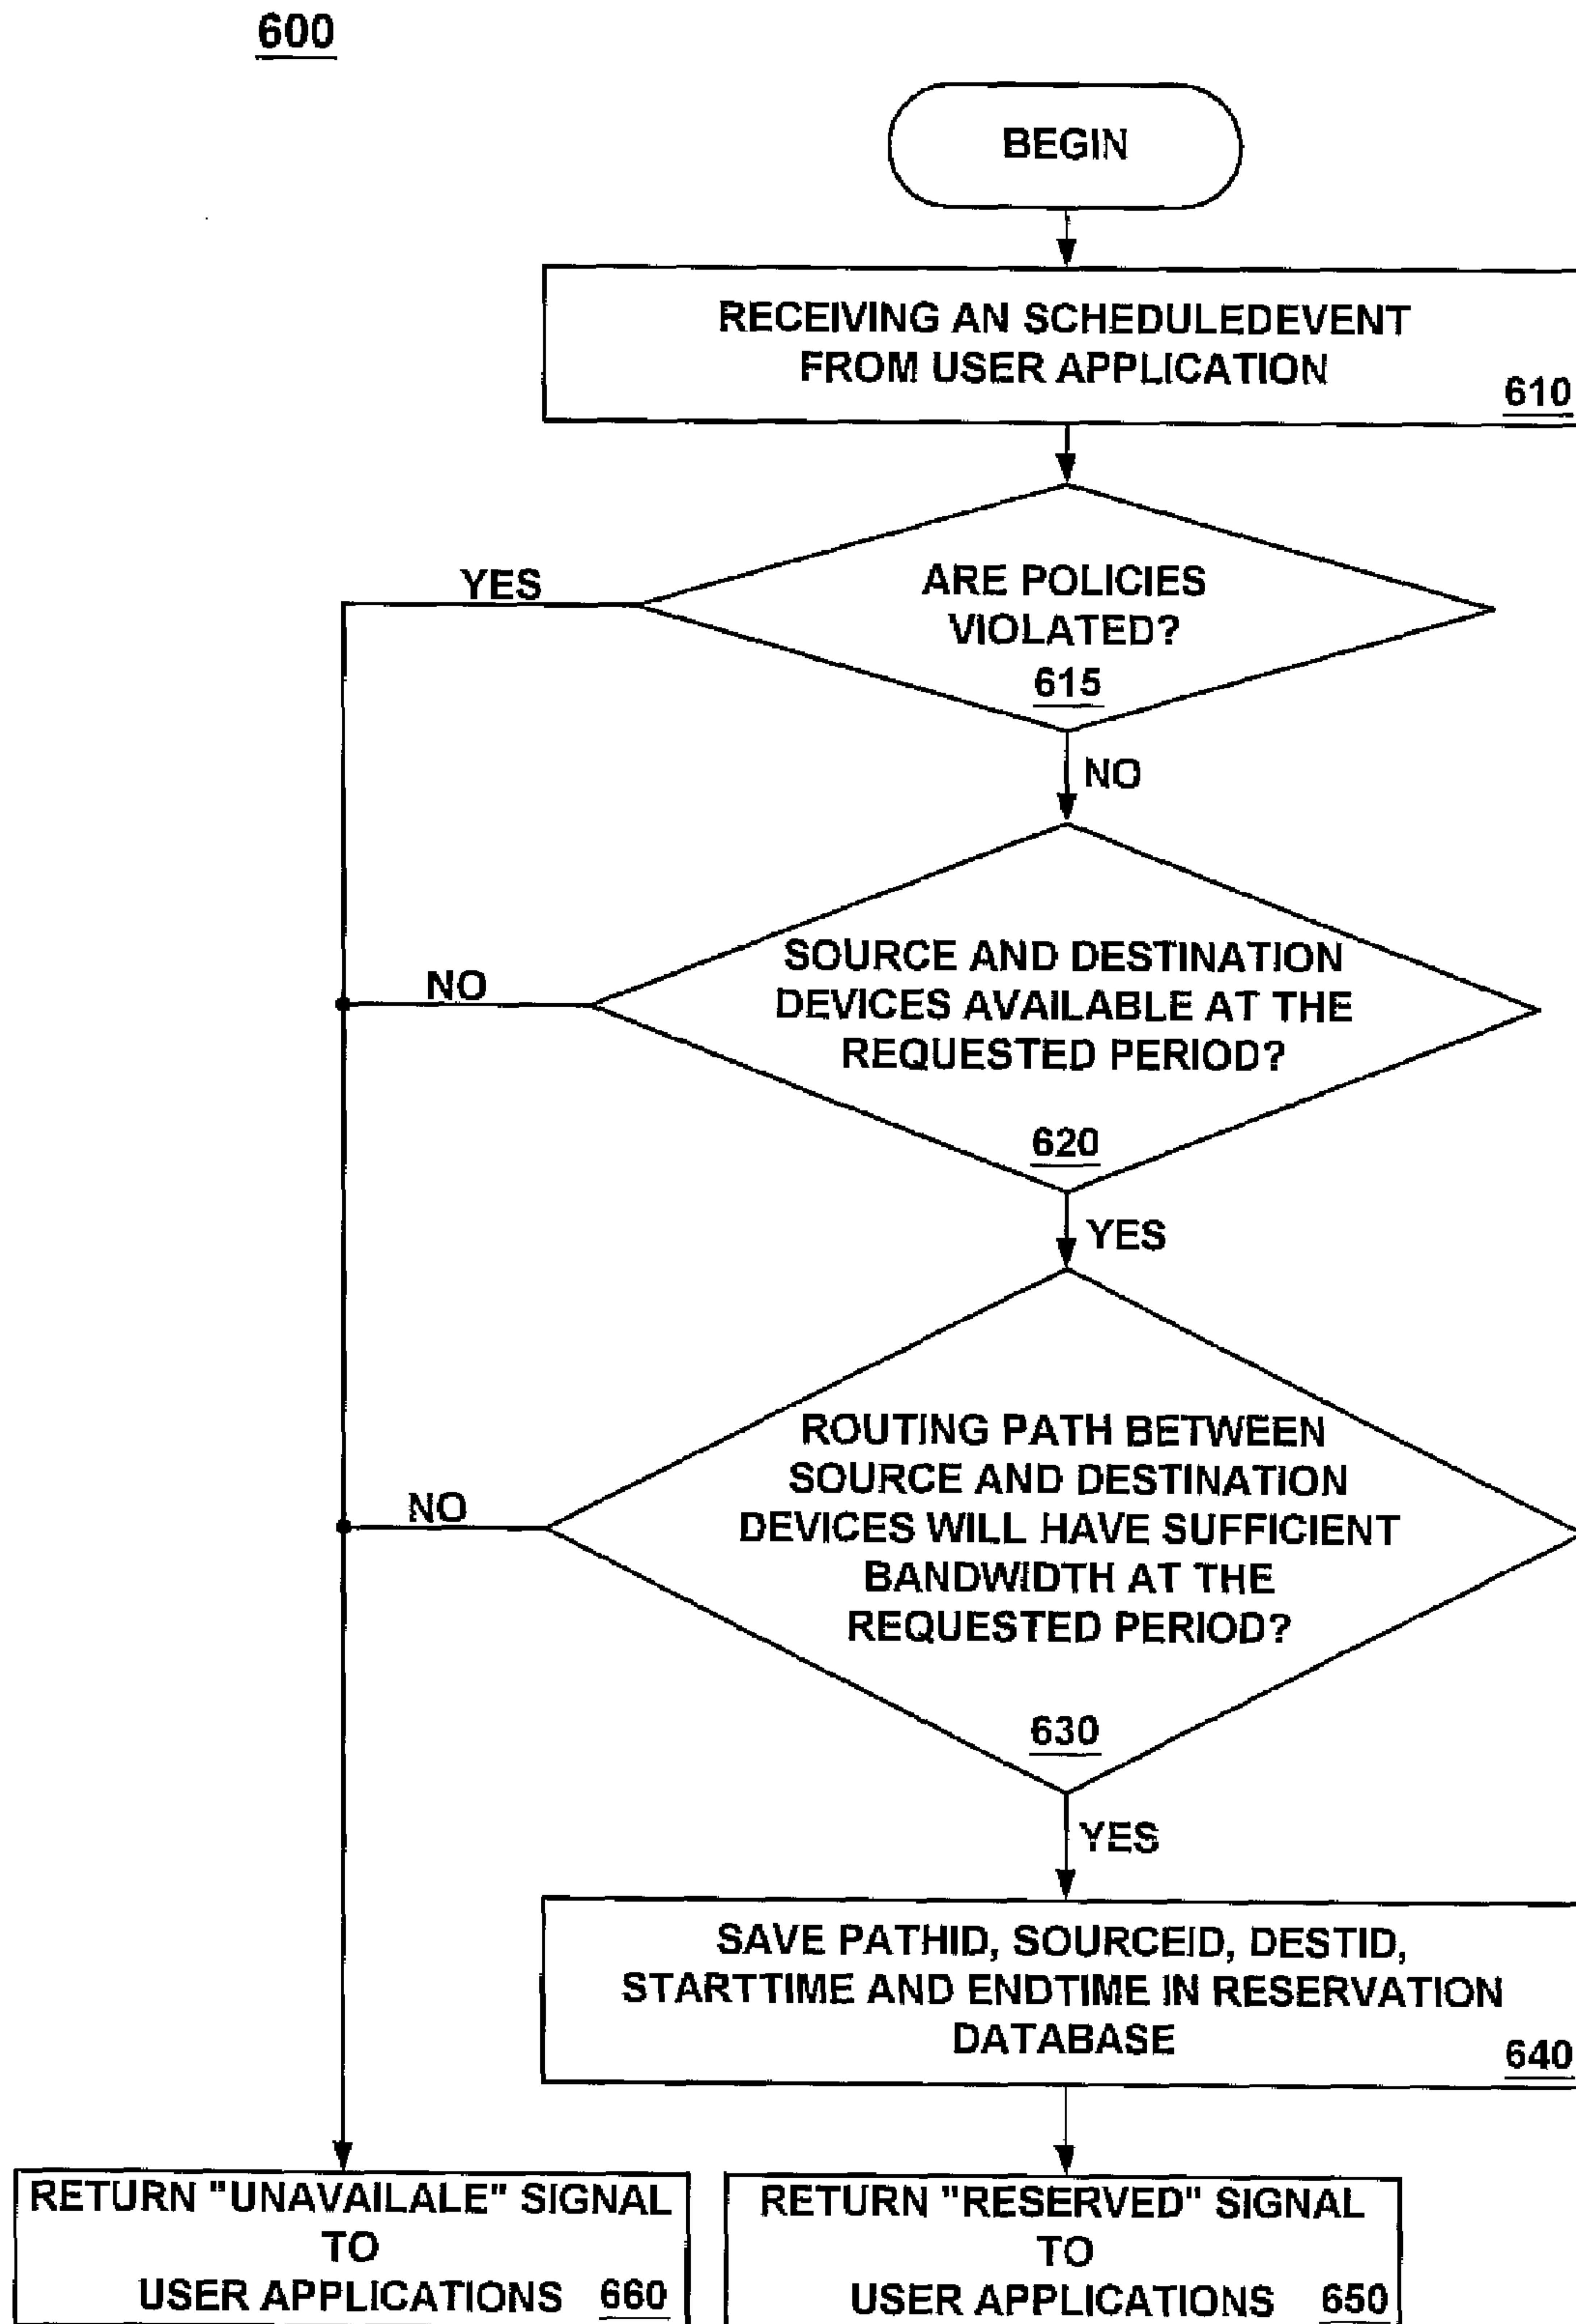 600
BEGIN
RECEIVING AN SCHEDULEDEVENT
FROM USER APPLICATION
610
YES
ARE POLICIES
VIOLATED?
615
NO
NO
SOURCE AND DESTINATION
DEVICES AVAILABLE AT THE
REQUESTED PERIOD?
620
YES
NO
ROUTING PATH BETWEEN
SOURCE AND DESTINATION
DEVICES WILL HAVE SUFFICIENT
BANDWIDTH AT THE
REQUESTED PERIOD?
630
YES
SAVE PATHID, SOURCEID, DESTID,
STARTTIME AND ENDTIME IN RESERVATION
DATABASE
640
RETURN "UNAVAILALE" SIGNAL
TO
USER APPLICATIONS 660
RETURN "RESERVED" SIGNAL
TO
USER APPLICATIONS 650